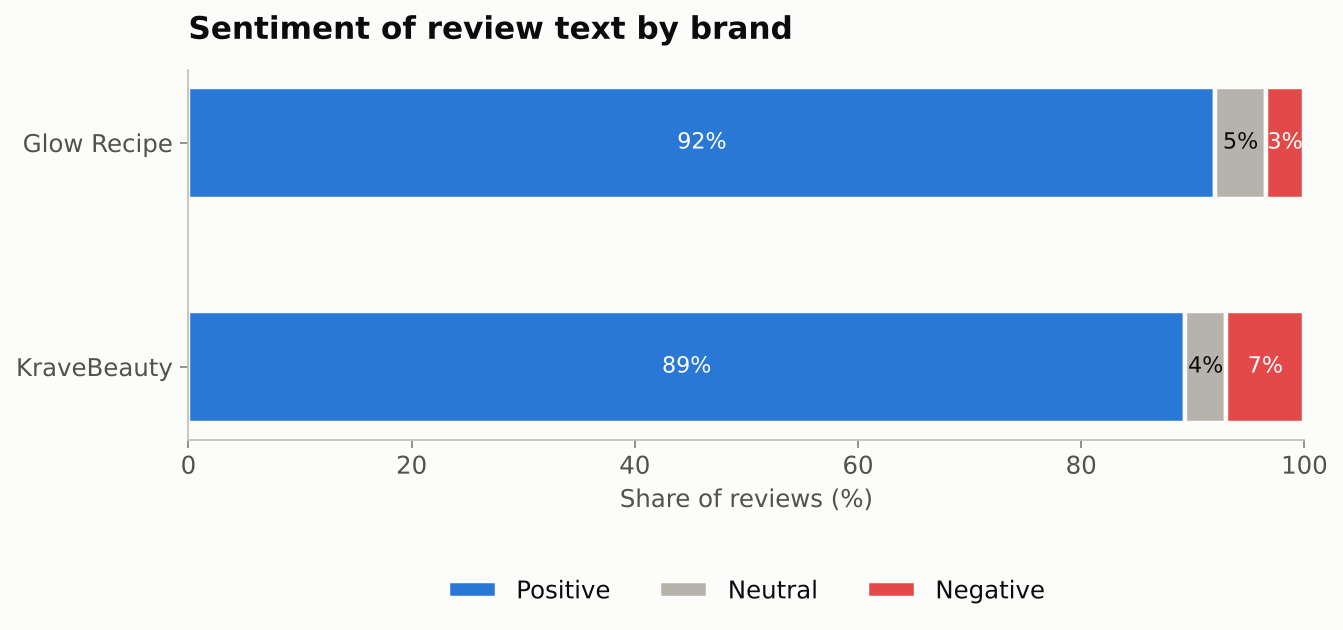 Sentiment of review text by brand
Glow Recipe
92%
5%
3%
KraveBeauty
89%
4%
7%
0 20 40 60 80 100
Share of reviews (%)
Positive Neutral Negative